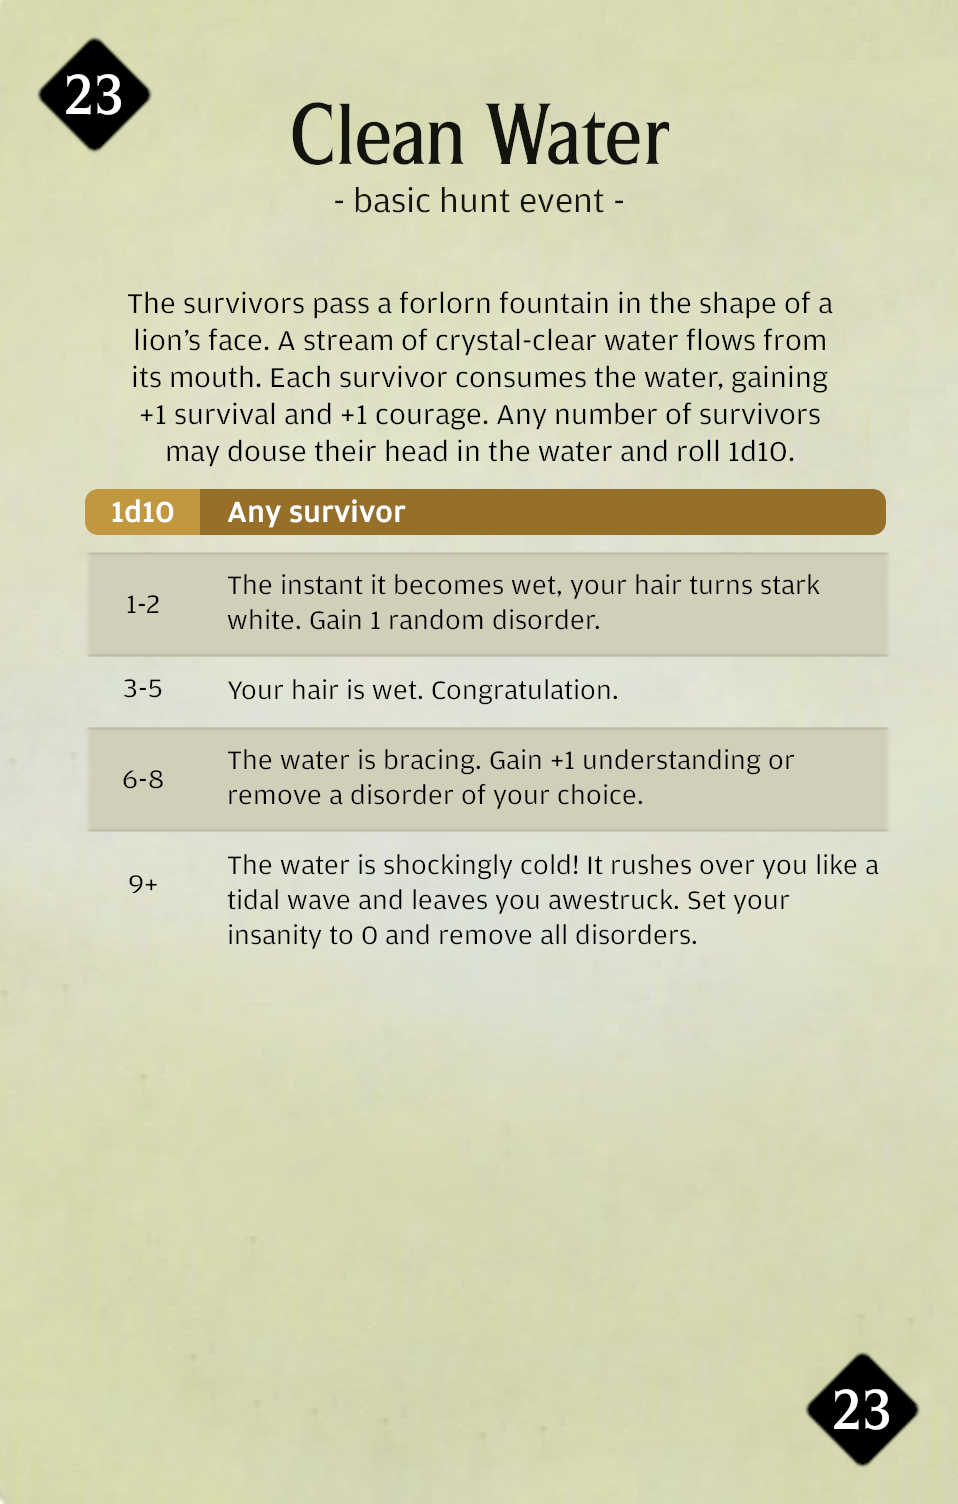 23
Clean Water
- basic hunt event -
The survivors pass a forlorn fountain in the shape of a
lion’s face. A stream of crystal-clear water flows from
its mouth. Each survivor consumes the water, gaining
+1 survival and +1 courage. Any number of survivors
may douse their head in the water and roll 1d10.
1d10 Any survivor
1-2 The instant it becomes wet, your hair turns stark
white. Gain 1 random disorder.
3-5 Your hair is wet. Congratulation.
6-8 The water is bracing. Gain +1 understanding or
remove a disorder of your choice.
9+ The water is shockingly cold! It rushes over you like a
tidal wave and leaves you awestruck. Set your
insanity to 0 and remove all disorders.
23